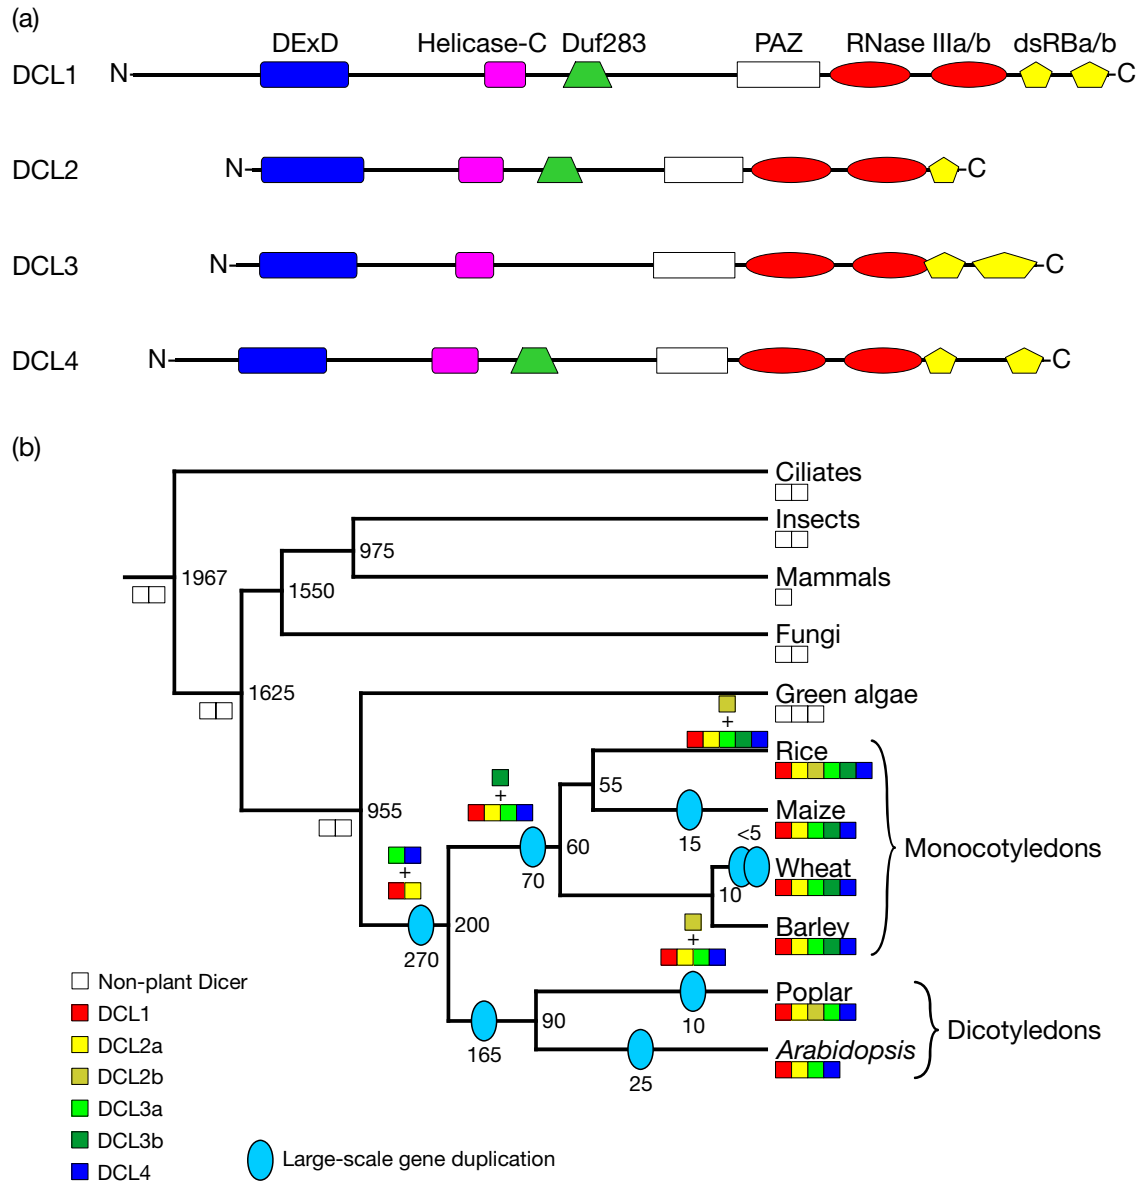 (a)
DExD Helicase-C Duf283 PAZ RNase IIIa/b dsRBa/b
DCL1 N C
DCL2 N C
DCL3 N C
DCL4 N C
(b)
Ciliates
Insects
975
Mammals
1967
1550
Fungi
1625
Green algae
+
Rice
55
+
Maize
955
15
<5
60
Monocotyledons
Wheat
70
+
10
200
Barley
270
+
Non-plant Dicer
Poplar
DCL1
90
10
Dicotyledons
165
Arabidopsis
DCL2a
25
DCL2b
DCL3a
DCL3b
Large-scale gene duplication
DCL4